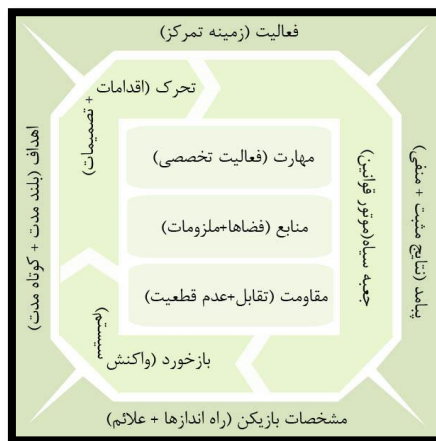 فعالیت (زمینه تمرکز)
تحرک (اقدامات + تصمیمات)
اهداف (بلند مدت + کوتاه مدت)
مهارت (فعالیت تخصصی)
منابع (فضاها+ملزومات)
مقاومت (تقابل+عدم قطعیت)
جعبه سیاه(موتور قوانین)
پیامد (نتایج مثبت + منفی)
بازخورد (واکنش سیستم)
مشخصات بازیکن (راه اندازها + علائم)